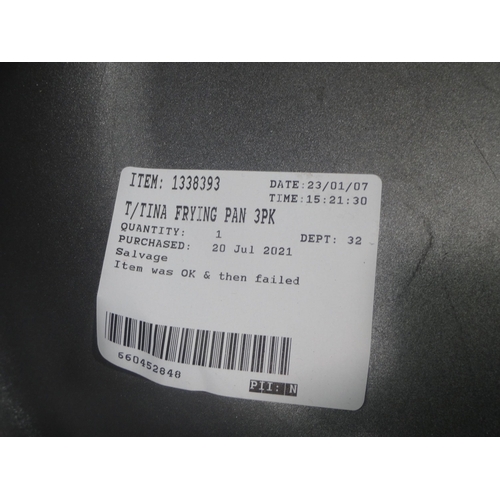 ITEM: 1338393 DATE:23/01/07
TIME:15:21:30
T/TINA FRYING PAN 3PK
QUANTITY: 1 DEPT: 32
PURCHASED: 20 Jul 2021
Salvage
Item was OK & then failed
660452848
PII: N